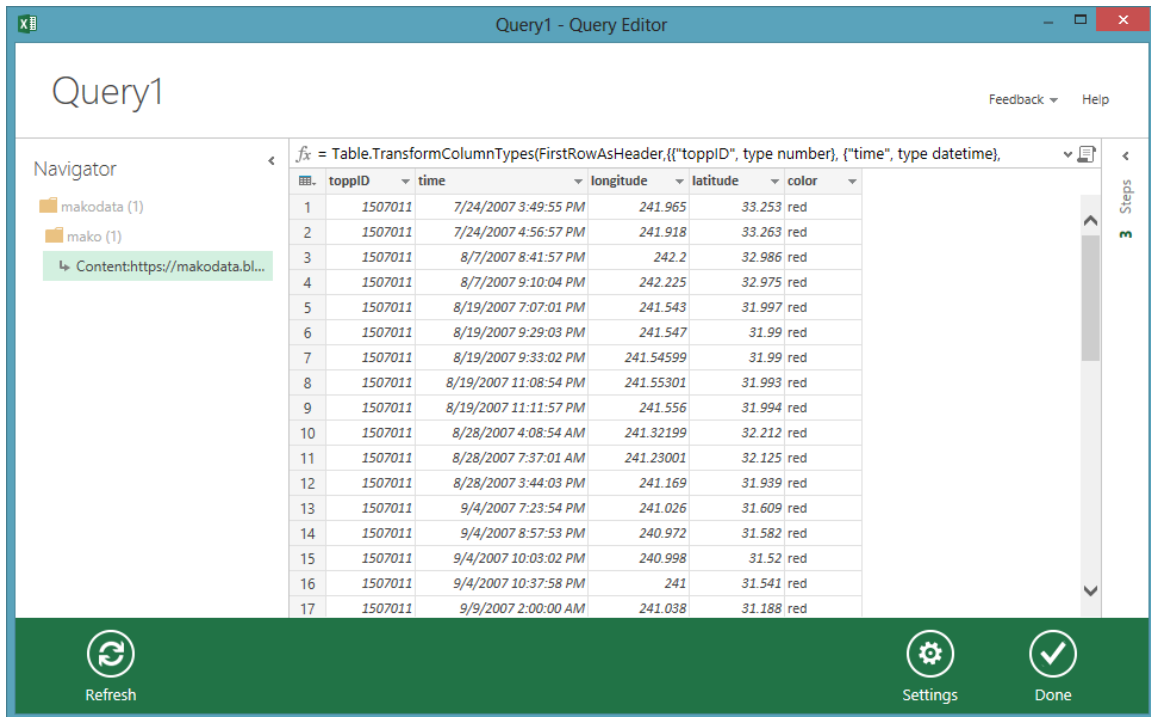 Query1 - Query Editor
Query1
Feedback Help
Navigator
fx = Table.TransformColumnTypes(FirstRowAsHeader,{{"toppID", type number}, {"time", type datetime},
makodata (1)
mako (1)
Content:https://makodata.bl...
toppID time longitude latitude color
1 1507011 7/24/2007 3:49:55 PM 241.965 33.253 red
2 1507011 7/24/2007 4:56:57 PM 241.918 33.263 red
3 1507011 8/7/2007 8:41:57 PM 242.2 32.986 red
4 1507011 8/7/2007 9:10:04 PM 242.225 32.975 red
5 1507011 8/19/2007 7:07:01 PM 241.543 31.997 red
6 1507011 8/19/2007 9:29:03 PM 241.547 31.99 red
7 1507011 8/19/2007 9:33:02 PM 241.54599 31.99 red
8 1507011 8/19/2007 11:08:54 PM 241.55301 31.993 red
9 1507011 8/19/2007 11:11:57 PM 241.556 31.994 red
10 1507011 8/28/2007 4:08:54 AM 241.32199 32.212 red
11 1507011 8/28/2007 7:37:01 AM 241.23001 32.125 red
12 1507011 8/28/2007 3:44:03 PM 241.169 31.939 red
13 1507011 9/4/2007 7:23:54 PM 241.026 31.609 red
14 1507011 9/4/2007 8:57:53 PM 240.972 31.582 red
15 1507011 9/4/2007 10:03:02 PM 240.998 31.52 red
16 1507011 9/4/2007 10:37:58 PM 241 31.541 red
17 1507011 9/9/2007 2:00:00 AM 241.038 31.188 red
Steps
3
Refresh
Settings
Done